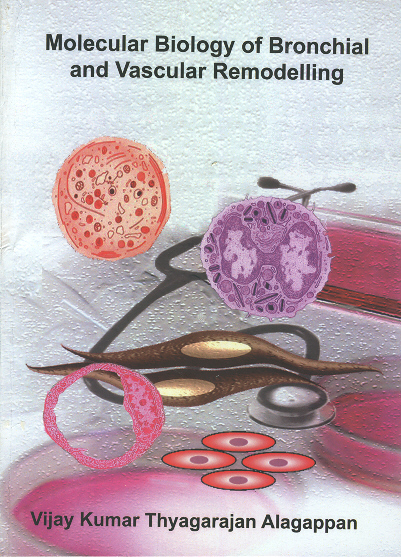 Molecular Biology of Bronchial
and Vascular Remodelling
Vijay Kumar Thyagarajan Alagappan